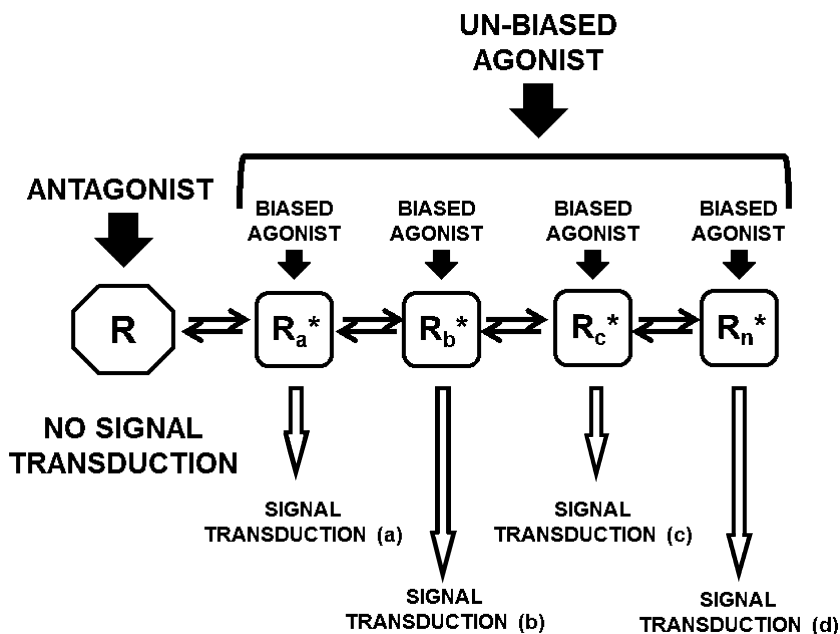 UN-BIASED
AGONIST
ANTAGONIST
BIASED
AGONIST
BIASED
AGONIST
BIASED
AGONIST
BIASED
AGONIST
R
Ra*
Rb*
Rc*
Rn*
NO SIGNAL
TRANSDUCTION
SIGNAL
TRANSDUCTION (a)
SIGNAL
TRANSDUCTION (c)
SIGNAL
TRANSDUCTION (b)
SIGNAL
TRANSDUCTION (d)